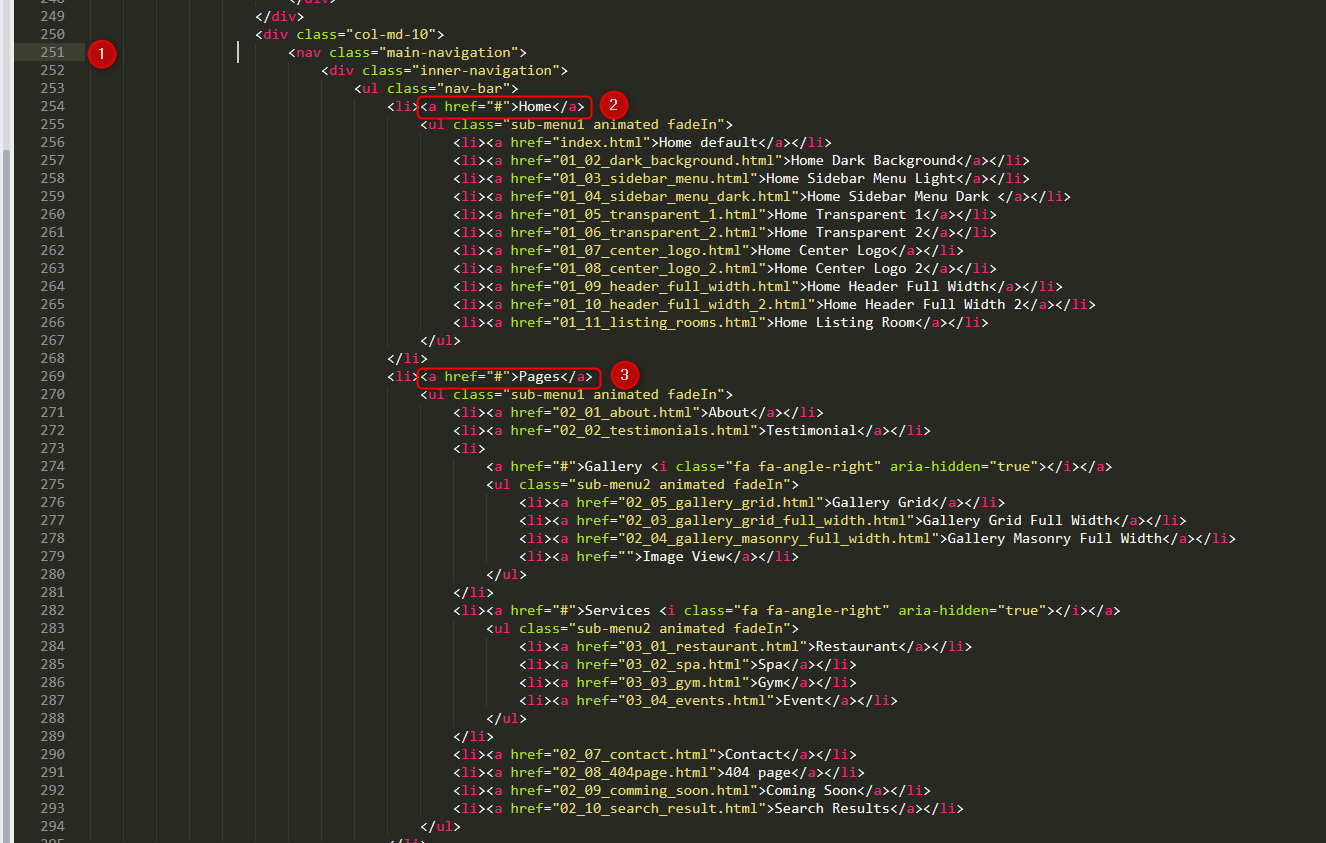 248 </div>
249 </div>
250 <div class="col-md-10">
251 1 <nav class="main-navigation">
252 <div class="inner-navigation">
253 <ul class="nav-bar">
254 <li><a href="#">Home</a> 2
255 <ul class="sub-menu1 animated fadeIn">
256 <li><a href="index.html">Home default</a></li>
257 <li><a href="01_02_dark_background.html">Home Dark Background</a></li>
258 <li><a href="01_03_sidebar_menu.html">Home Sidebar Menu Light</a></li>
259 <li><a href="01_04_sidebar_menu_dark.html">Home Sidebar Menu Dark </a></li>
260 <li><a href="01_05_transparent_1.html">Home Transparent 1</a></li>
261 <li><a href="01_06_transparent_2.html">Home Transparent 2</a></li>
262 <li><a href="01_07_center_logo.html">Home Center Logo</a></li>
263 <li><a href="01_08_center_logo_2.html">Home Center Logo 2</a></li>
264 <li><a href="01_09_header_full_width.html">Home Header Full Width</a></li>
265 <li><a href="01_10_header_full_width_2.html">Home Header Full Width 2</a></li>
266 <li><a href="01_11_listing_rooms.html">Home Listing Room</a></li>
267 </ul>
268 </li>
269 <li><a href="#">Pages</a> 3
270 <ul class="sub-menu1 animated fadeIn">
271 <li><a href="02_01_about.html">About</a></li>
272 <li><a href="02_02_testimonials.html">Testimonial</a></li>
273 <li>
274 <a href="#">Gallery <i class="fa fa-angle-right" aria-hidden="true"></i></a>
275 <ul class="sub-menu2 animated fadeIn">
276 <li><a href="02_05_gallery_grid.html">Gallery Grid</a></li>
277 <li><a href="02_03_gallery_grid_full_width.html">Gallery Grid Full Width</a></li>
278 <li><a href="02_04_gallery_masonry_full_width.html">Gallery Masonry Full Width</a></li>
279 <li><a href="">Image View</a></li>
280 </ul>
281 </li>
282 <li><a href="#">Services <i class="fa fa-angle-right" aria-hidden="true"></i></a>
283 <ul class="sub-menu2 animated fadeIn">
284 <li><a href="03_01_restaurant.html">Restaurant</a></li>
285 <li><a href="03_02_spa.html">Spa</a></li>
286 <li><a href="03_03_gym.html">Gym</a></li>
287 <li><a href="03_04_events.html">Event</a></li>
288 </ul>
289 </li>
290 <li><a href="02_07_contact.html">Contact</a></li>
291 <li><a href="02_08_404page.html">404 page</a></li>
292 <li><a href="02_09_comming_soon.html">Coming Soon</a></li>
293 <li><a href="02_10_search_result.html">Search Results</a></li>
294 </ul>
295 </li>